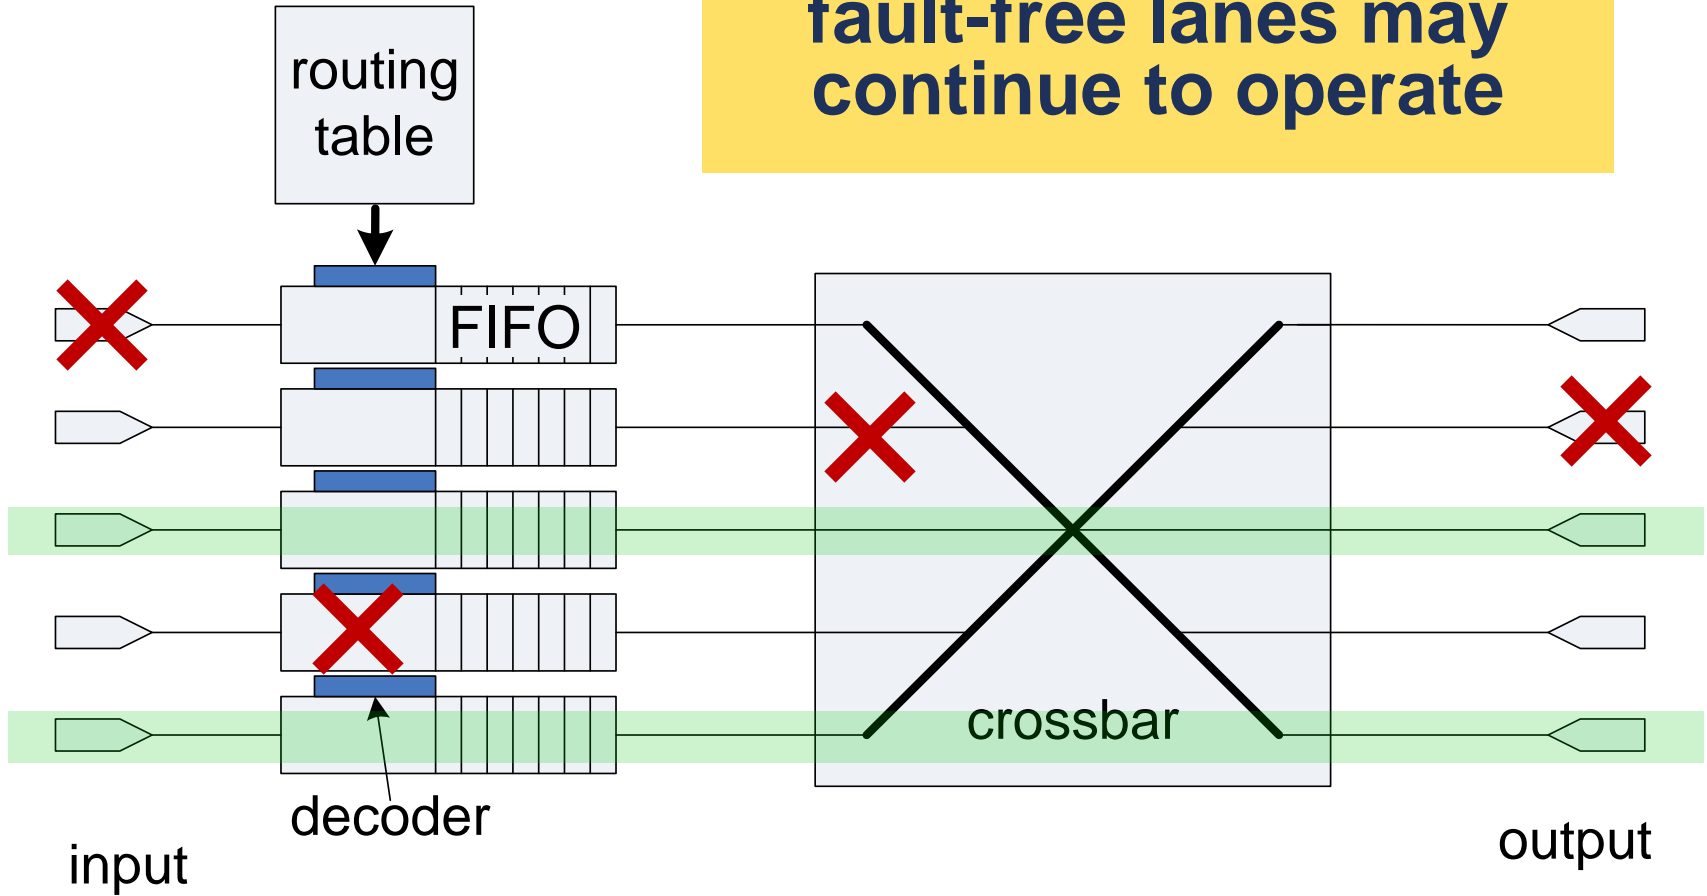 fault-free lanes may
continue to operate
routing
table
FIFO
crossbar
decoder
input
output